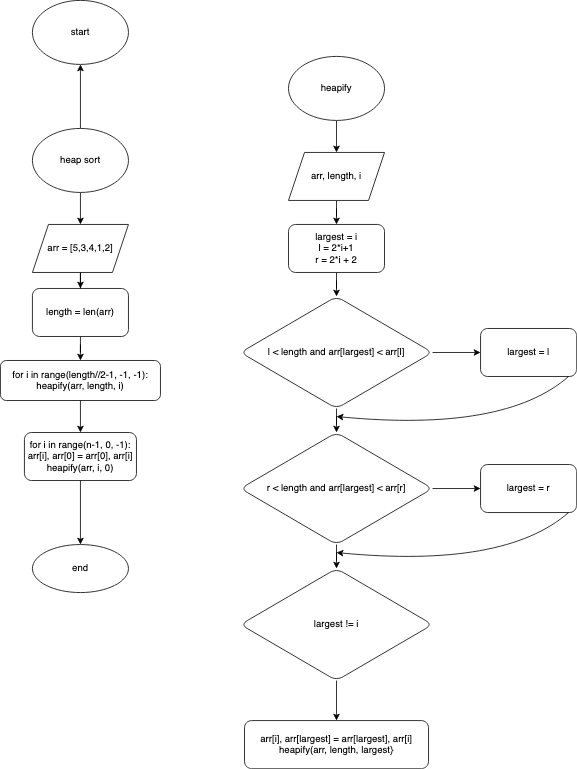 start
heap sort
arr = [5,3,4,1,2]
length = len(arr)
for i in range(length//2-1, -1, -1):
heapify(arr, length, i)
for i in range(n-1, 0, -1):
arr[i], arr[0] = arr[0], arr[i]
heapify(arr, i, 0)
end
heapify
arr, length, i
largest = i
l = 2*i+1
r = 2*i + 2
l < length and arr[largest] < arr[l]
largest = l
r < length and arr[largest] < arr[r]
largest = r
largest != i
arr[i], arr[largest] = arr[largest], arr[i]
heapify(arr, length, largest}